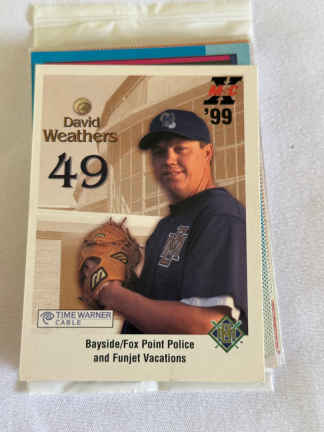 David
Weathers
49
'99
TIME WARNER
CABLE
Bayside/Fox Point Police
and Funjet Vacations